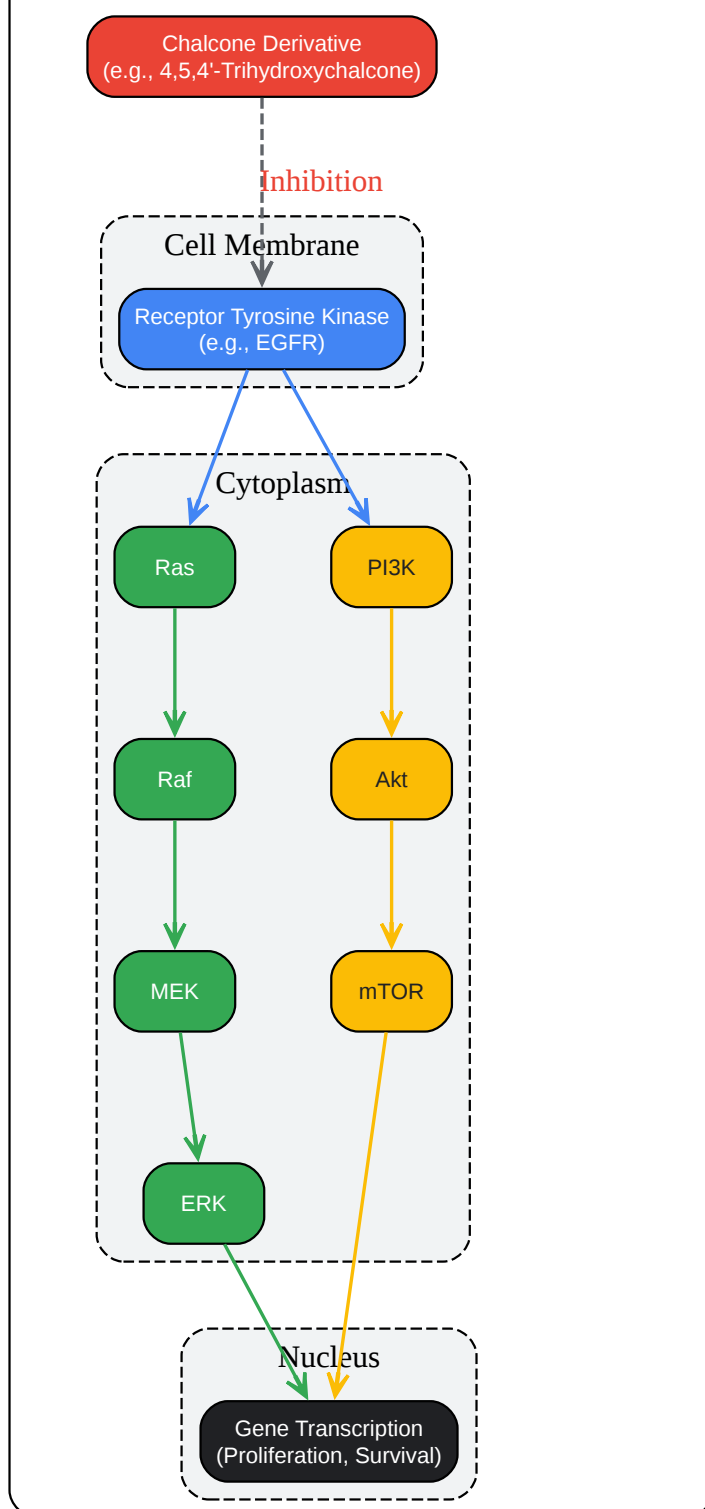 Chalcone Derivative
(e.g., 4,5,4'-Trihydroxychalcone)
Inhibition
Cell Membrane
Receptor Tyrosine Kinase
(e.g., EGFR)
Cytoplasm
Ras
PI3K
Raf
Akt
MEK
mTOR
ERK
Nucleus
Gene Transcription
(Proliferation, Survival)